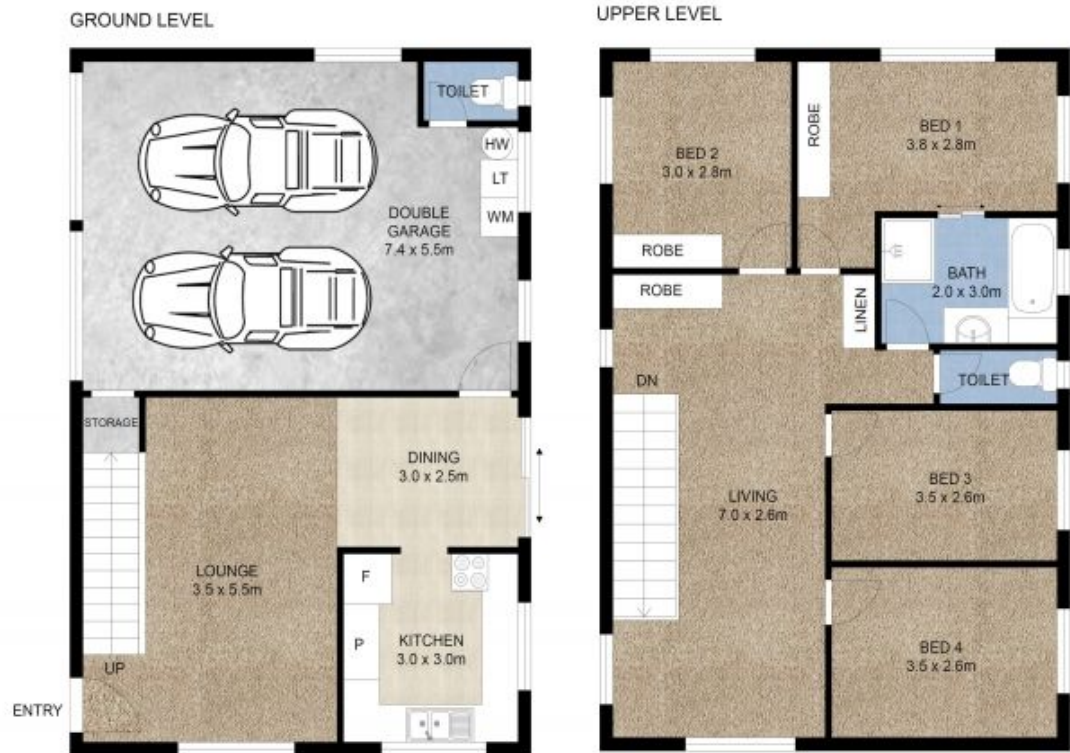 GROUND LEVEL
TOILET
HW
LT
WM
DOUBLE
GARAGE
7.4 x 5.5m
STORAGE
DINING
3.0 x 2.5m
LOUNGE
3.5 x 5.5m
F
P
KITCHEN
3.0 x 3.0m
UP
ENTRY
UPPER LEVEL
BED 2
3.0 x 2.8m
ROBE
BED 1
3.8 x 2.8m
ROBE
ROBE
LINEN
BATH
2.0 x 3.0m
DN
TOILET
LIVING
7.0 x 2.6m
BED 3
3.5 x 2.6m
BED 4
3.5 x 2.6m